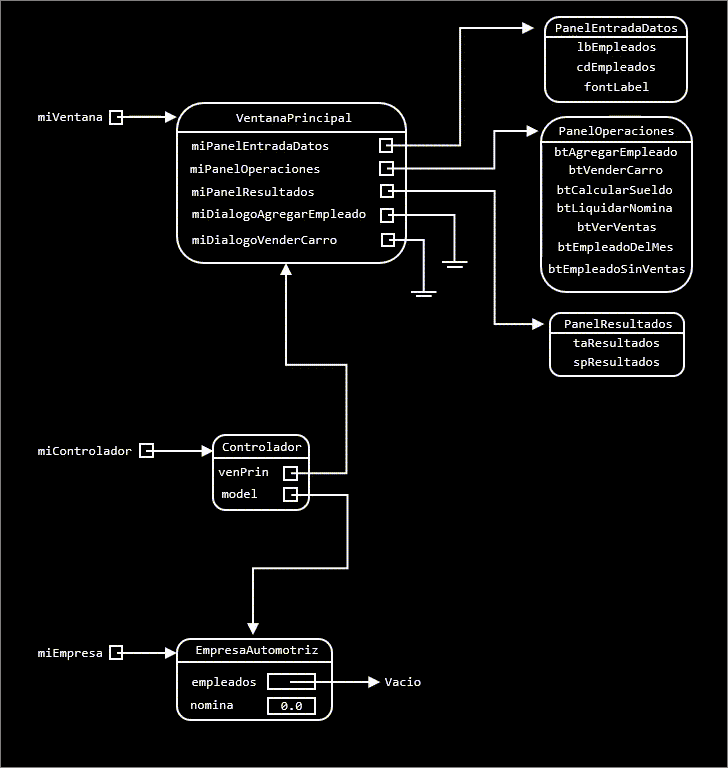 PanelEntradaDatos
lbEmpleados
cdEmpleados
fontLabel
miVentana
VentanaPrincipal
miPanelEntradaDatos
miPanelOperaciones
miPanelResultados
miDialogoAgregarEmpleado
miDialogoVenderCarro
PanelOperaciones
btAgregarEmpleado
btVenderCarro
btCalcularSueldo
btLiquidarNomina
btVerVentas
btEmpleadoDelMes
btEmpleadoSinVentas
PanelResultados
taResultados
spResultados
miControlador
Controlador
venPrin
model
miEmpresa
EmpresaAutomotriz
empleados
Vacio
nomina
0.0